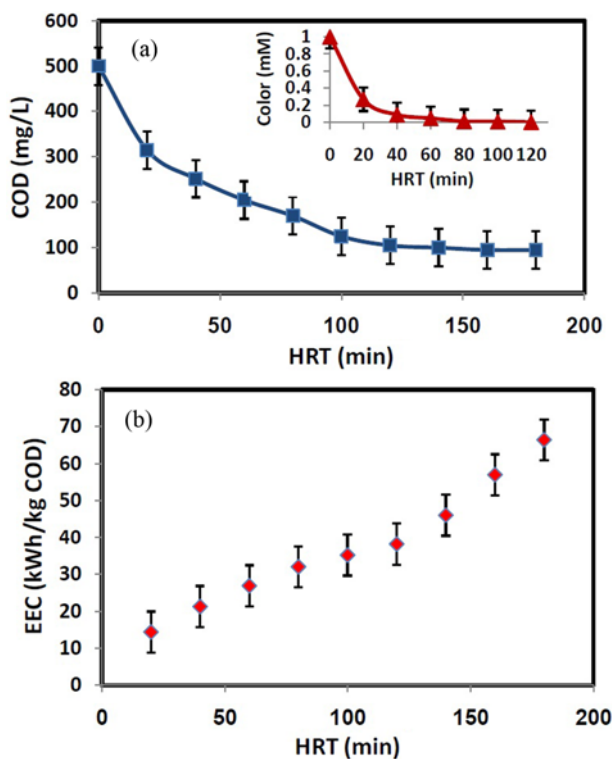 (a)
COD (mg/L)
600
500
400
300
200
100
0
0 50 100 150 200
HRT (min)
Color (mM)
1
0.8
0.6
0.4
0.2
0
0 20 40 60 80 100 120
HRT (min)
(b)
EEC (kWh/kg COD)
80
70
60
50
40
30
20
10
0
0 50 100 150 200
HRT (min)